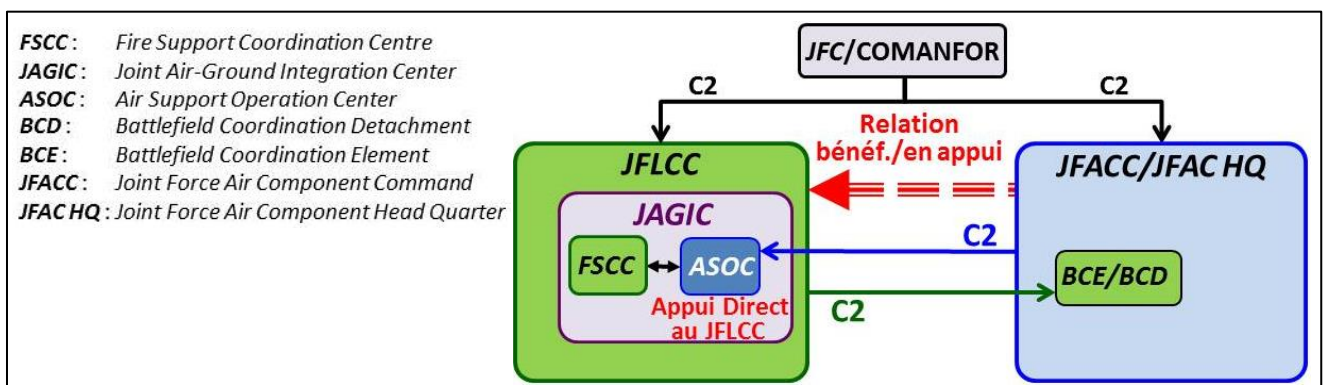 FSCC : Fire Support Coordination Centre
JAGIC : Joint Air-Ground Integration Center
ASOC : Air Support Operation Center
BCD : Battlefield Coordination Detachment
BCE : Battlefield Coordination Element
JFACC : Joint Force Air Component Command
JFAC HQ : Joint Force Air Component Head Quarter
JFC/COMANFOR
C2
C2
Relation
bénéf./en appui
JFLCC
JFACC/JFAC HQ
JAGIC
C2
FSCC
ASOC
BCE/BCD
Appui Direct
au JFLCC
C2